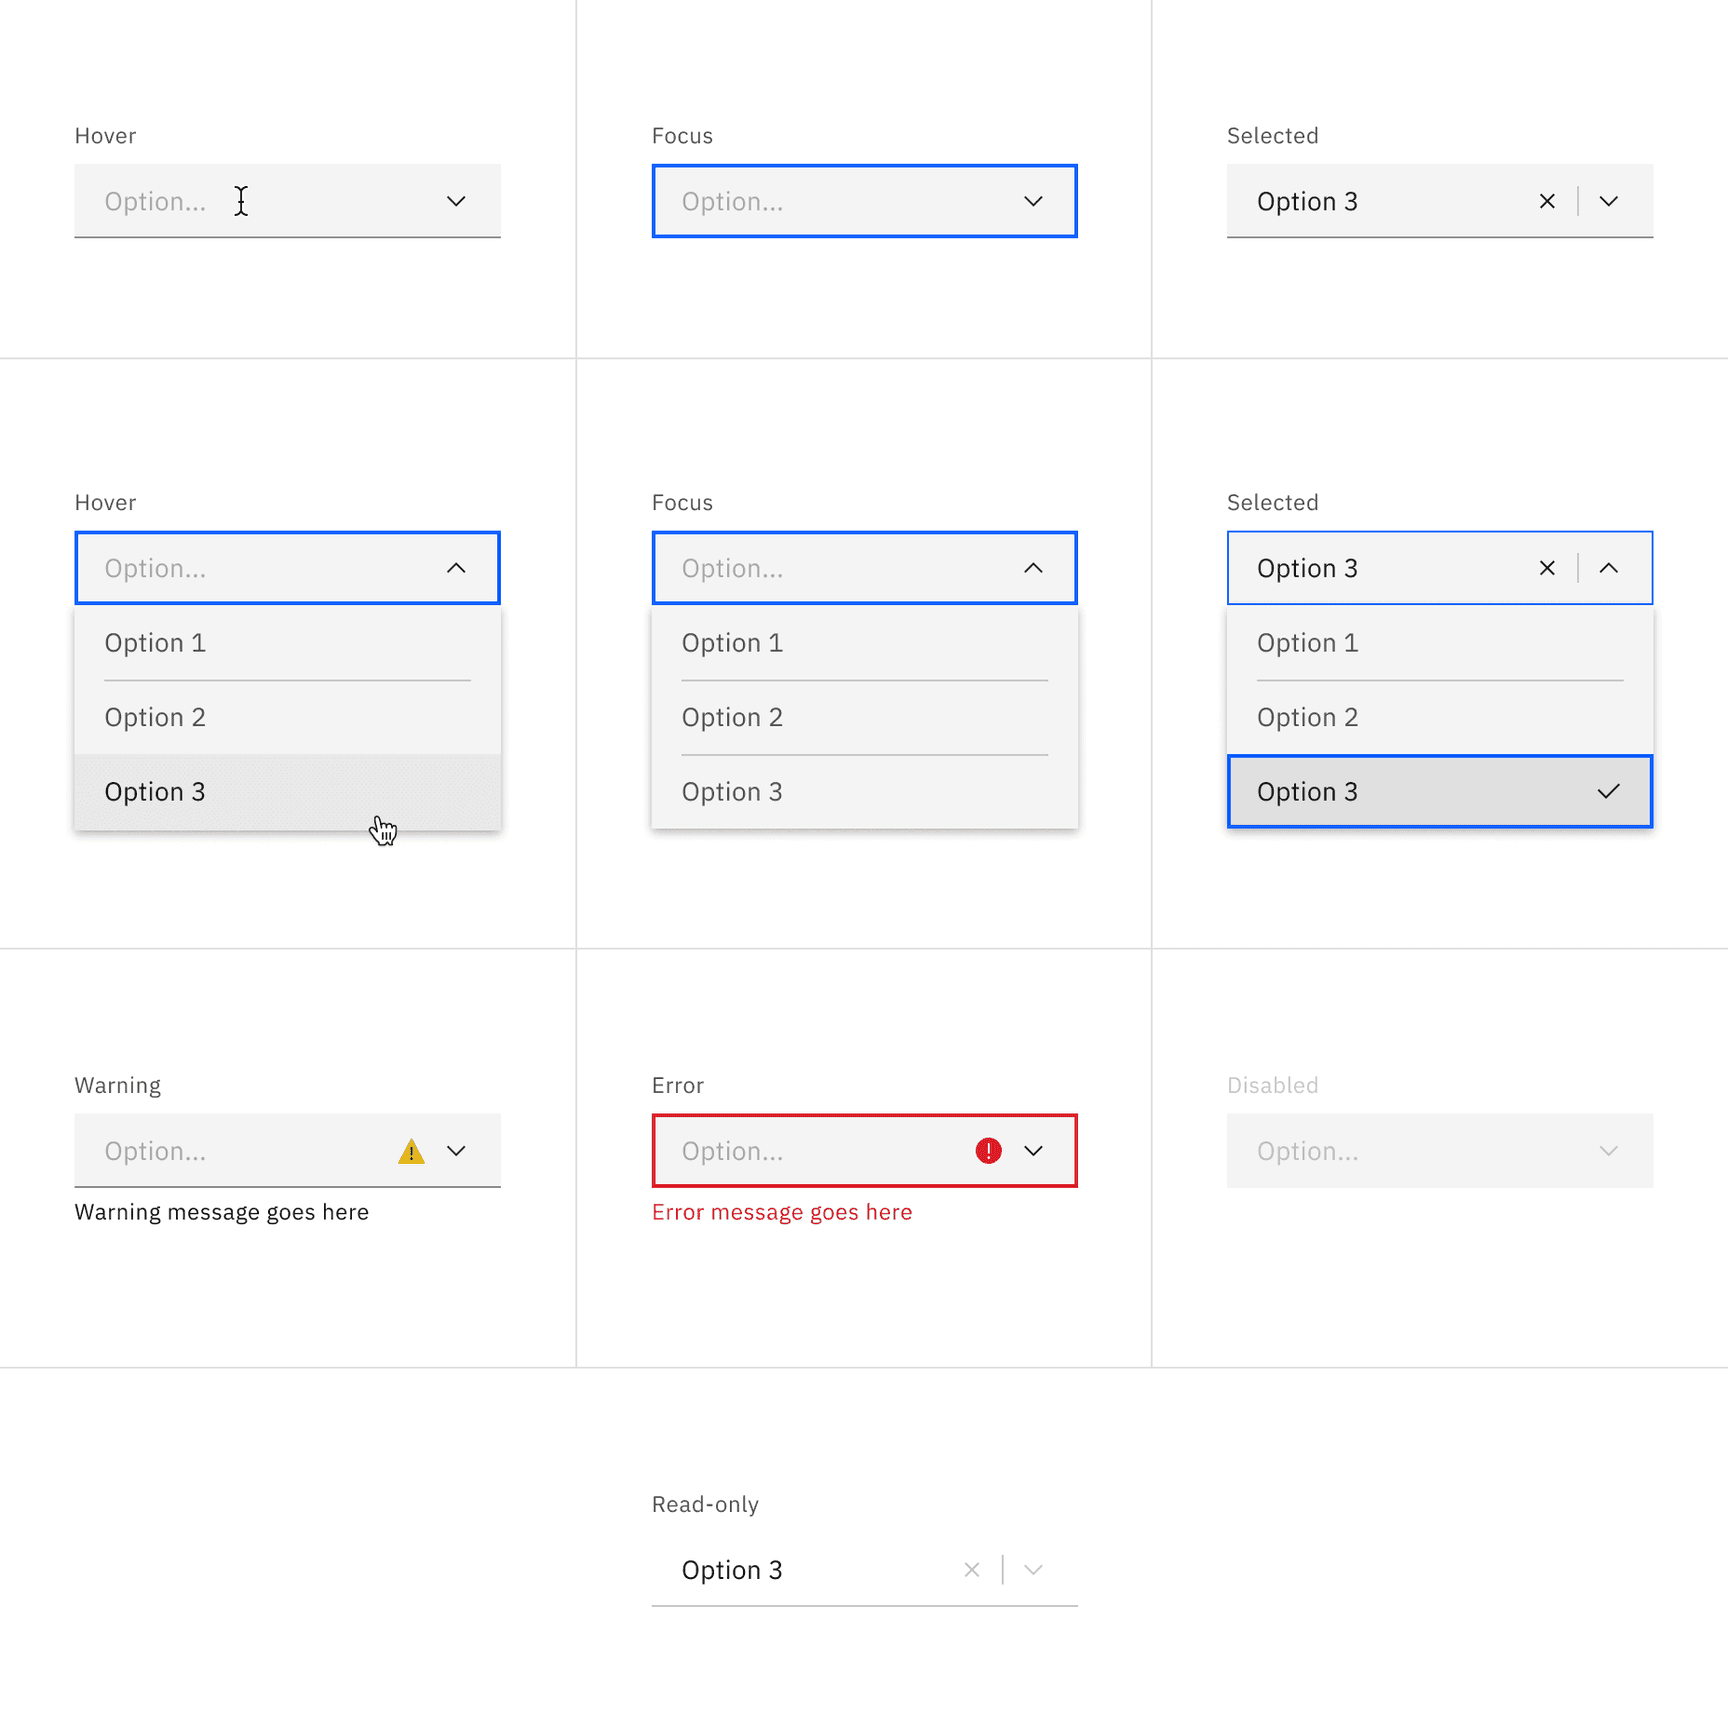 Hover
Option...
Focus
Option...
Selected
Option 3
Hover
Option...
Option 1
Option 2
Option 3
Focus
Option...
Option 1
Option 2
Option 3
Selected
Option 3
Option 1
Option 2
Option 3
Warning
Option...
Warning message goes here
Error
Option...
Error message goes here
Disabled
Option...
Read-only
Option 3